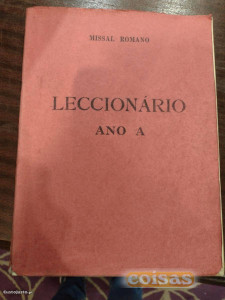 MISSAL ROMANO
LECCIONÁRIO
ANO A
coisas